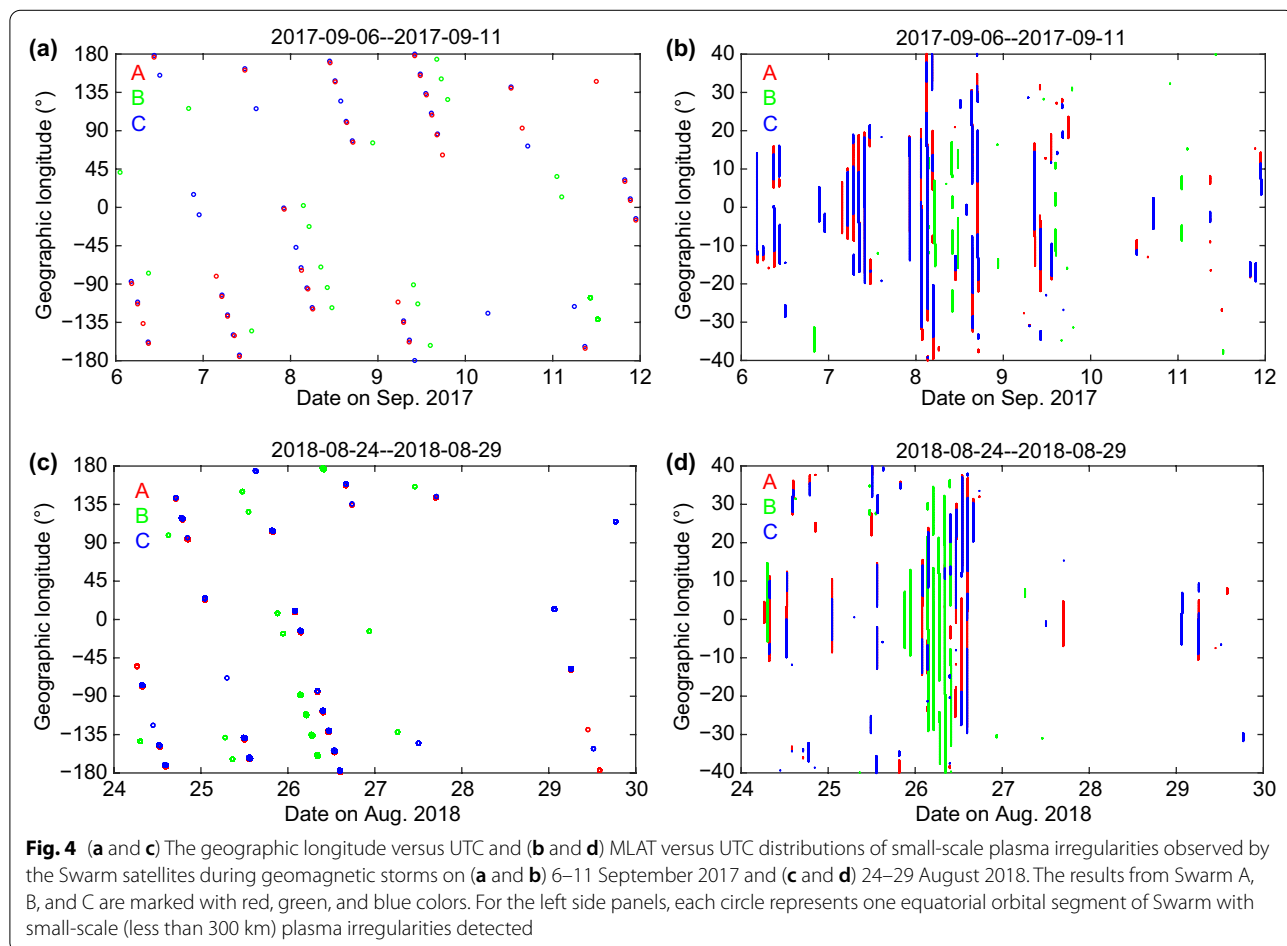 (a)
2017-09-06--2017-09-11
A
B
C
Geographic longitude (°)
180
135
90
45
0
−45
−90
−135
−180
6 7 8 9 10 11 12
Date on Sep. 2017
(b)
2017-09-06--2017-09-11
A
B
C
Geographic longitude (°)
40
30
20
10
0
−10
−20
−30
−40
6 7 8 9 10 11 12
Date on Sep. 2017
(c)
2018-08-24--2018-08-29
A
B
C
Geographic longitude (°)
180
135
90
45
0
−45
−90
−135
−180
24 25 26 27 28 29 30
Date on Aug. 2018
(d)
2018-08-24--2018-08-29
A
B
C
Geographic longitude (°)
40
30
20
10
0
−10
−20
−30
−40
24 25 26 27 28 29 30
Date on Aug. 2018
Fig. 4 (a and c) The geographic longitude versus UTC and (b and d) MLAT versus UTC distributions of small-scale plasma irregularities observed by
the Swarm satellites during geomagnetic storms on (a and b) 6–11 September 2017 and (c and d) 24–29 August 2018. The results from Swarm A,
B, and C are marked with red, green, and blue colors. For the left side panels, each circle represents one equatorial orbital segment of Swarm with
small-scale (less than 300 km) plasma irregularities detected